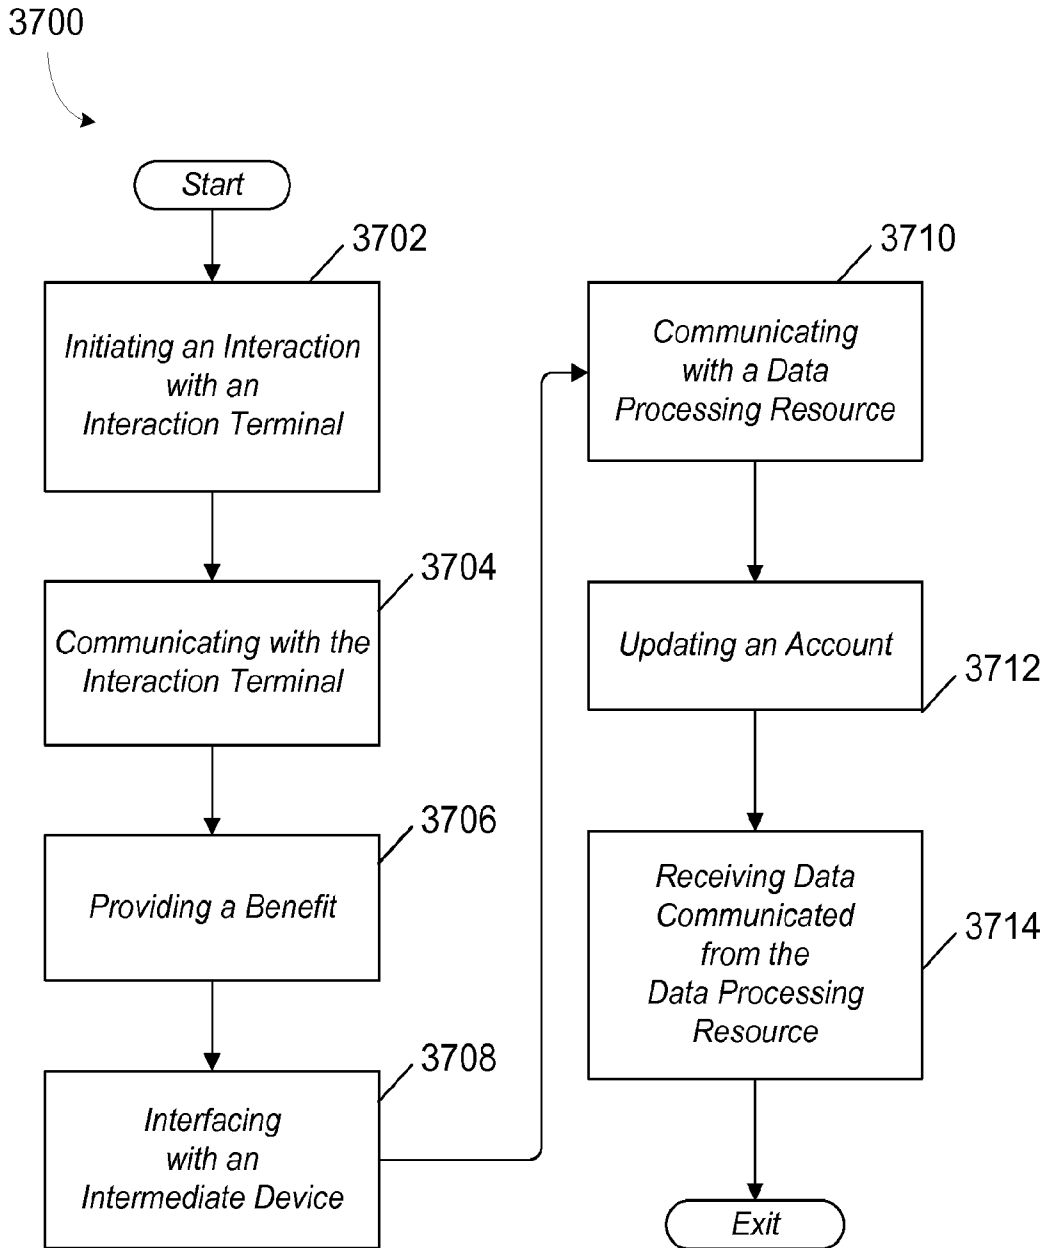 3700
Start
3702
Initiating an Interaction
with an
Interaction Terminal
3704
Communicating with the
Interaction Terminal
3706
Providing a Benefit
3708
Interfacing
with an
Intermediate Device
3710
Communicating
with a Data
Processing Resource
Updating an Account
3712
Receiving Data
Communicated
from the
Data Processing
Resource
3714
Exit